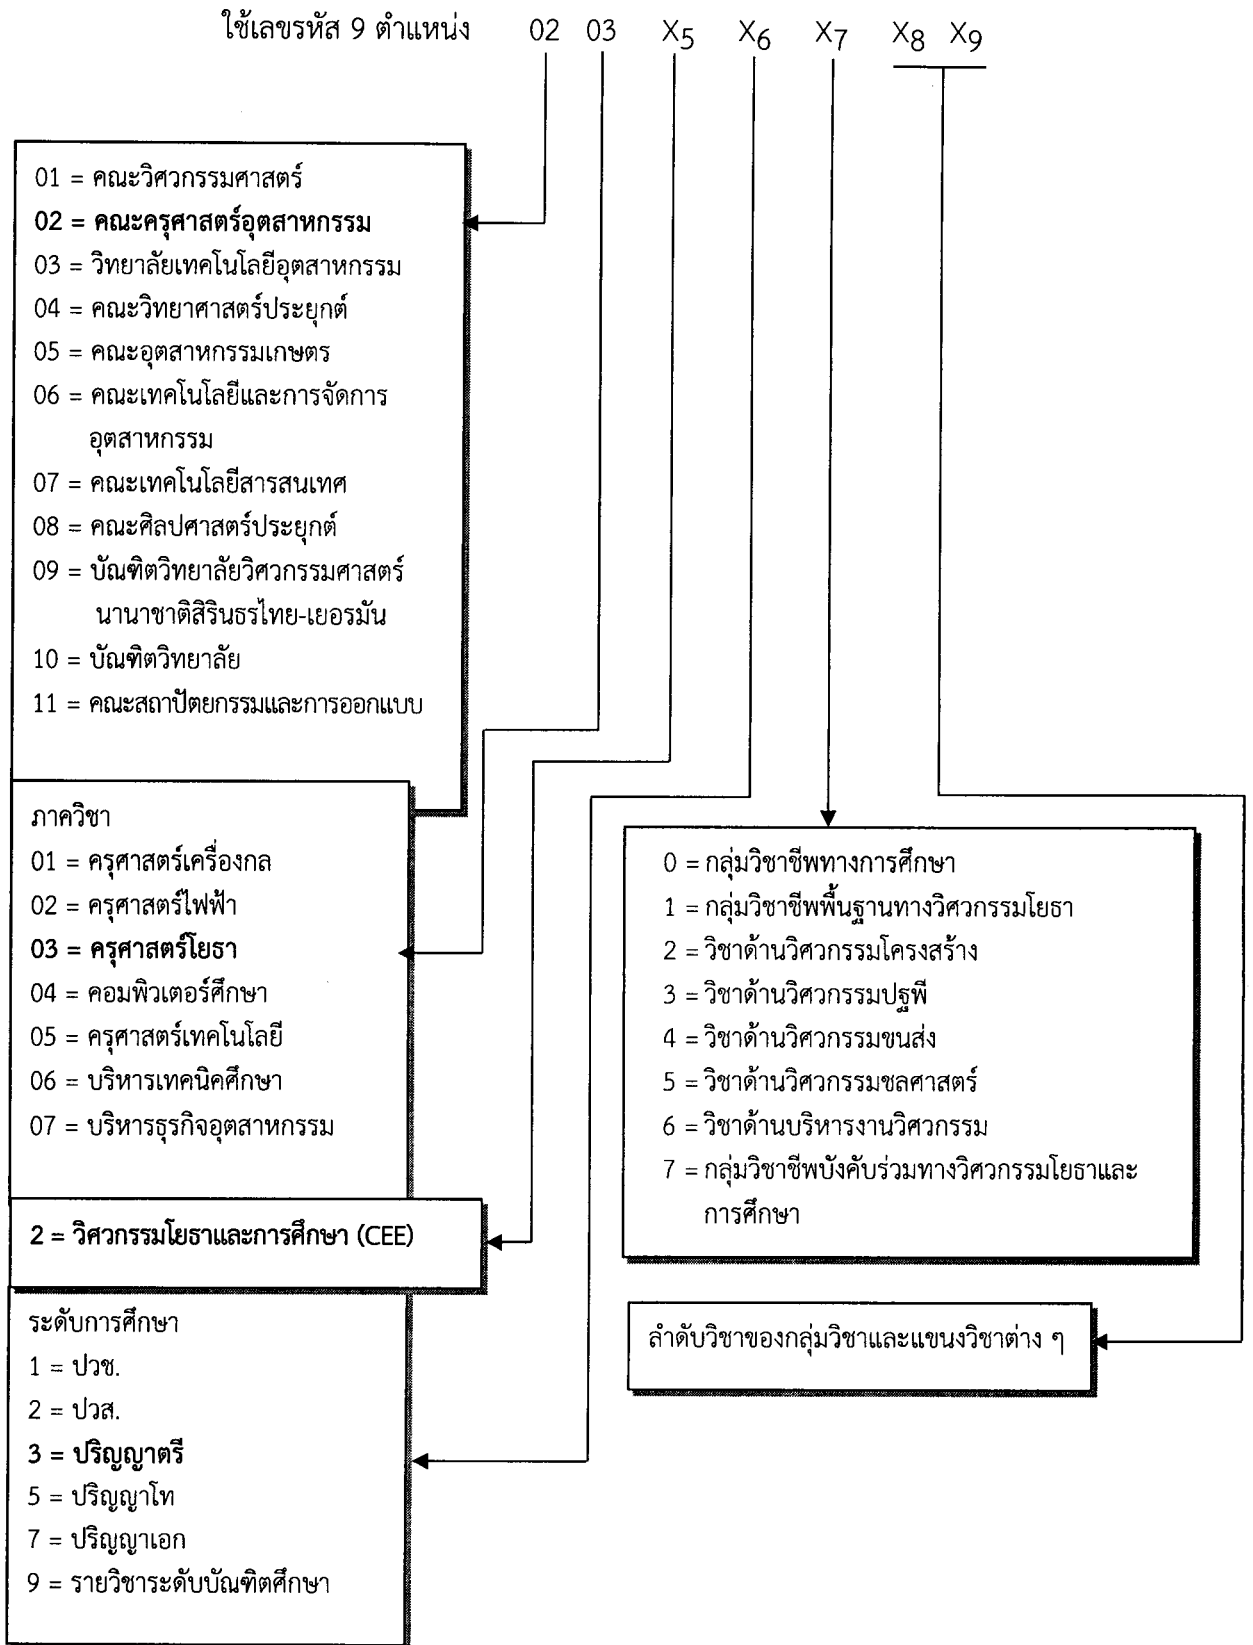 ใช้เลขรหัส 9 ตำแหน่ง 02 03 X5 X6 X7 X8 X9
01 = คณะวิศวกรรมศาสตร์
02 = คณะครุศาสตร์อุตสาหกรรม
03 = วิทยาลัยเทคโนโลยีอุตสาหกรรม
04 = คณะวิทยาศาสตร์ประยุกต์
05 = คณะอุตสาหกรรมเกษตร
06 = คณะเทคโนโลยีและการจัดการ
อุตสาหกรรม
07 = คณะเทคโนโลยีสารสนเทศ
08 = คณะศิลปศาสตร์ประยุกต์
09 = บัณฑิตวิทยาลัยวิศวกรรมศาสตร์
นานาชาติสิรินธรไทย-เยอรมัน
10 = บัณฑิตวิทยาลัย
11 = คณะสถาปัตยกรรมและการออกแบบ
ภาควิชา
01 = ครุศาสตร์เครื่องกล
02 = ครุศาสตร์ไฟฟ้า
03 = ครุศาสตร์โยธา
04 = คอมพิวเตอร์ศึกษา
05 = ครุศาสตร์เทคโนโลยี
06 = บริหารเทคนิคศึกษา
07 = บริหารธุรกิจอุตสาหกรรม
2 = วิศวกรรมโยธาและการศึกษา (CEE)
ระดับการศึกษา
1 = ปวช.
2 = ปวส.
3 = ปริญญาตรี
5 = ปริญญาโท
7 = ปริญญาเอก
9 = รายวิชาระดับบัณฑิตศึกษา
0 = กลุ่มวิชาชีพทางการศึกษา
1 = กลุ่มวิชาชีพพื้นฐานทางวิศวกรรมโยธา
2 = วิชาด้านวิศวกรรมโครงสร้าง
3 = วิชาด้านวิศวกรรมปฐพี
4 = วิชาด้านวิศวกรรมขนส่ง
5 = วิชาด้านวิศวกรรมชลศาสตร์
6 = วิชาด้านบริหารงานวิศวกรรม
7 = กลุ่มวิชาชีพบังคับร่วมทางวิศวกรรมโยธาและ
การศึกษา
ลำดับวิชาของกลุ่มวิชาและแขนงวิชาต่าง ๆ